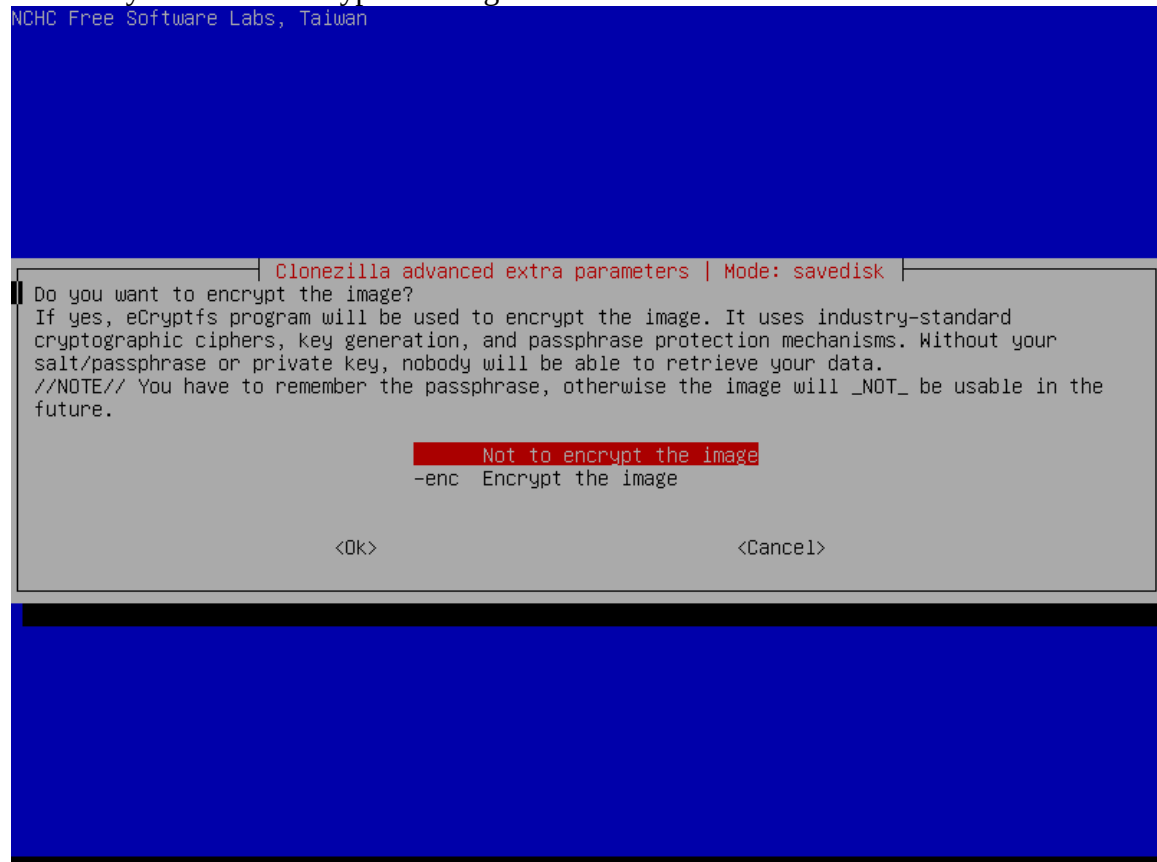 NCHC Free Software Labs, Taiwan
Clonezilla advanced extra parameters | Mode: savedisk
Do you want to encrypt the image?
If yes, eCryptfs program will be used to encrypt the image. It uses industry-standard
cryptographic ciphers, key generation, and passphrase protection mechanisms. Without your
salt/passphrase or private key, nobody will be able to retrieve your data.
//NOTE// You have to remember the passphrase, otherwise the image will _NOT_ be usable in the
future.
Not to encrypt the image
-enc Encrypt the image
<Ok> <Cancel>